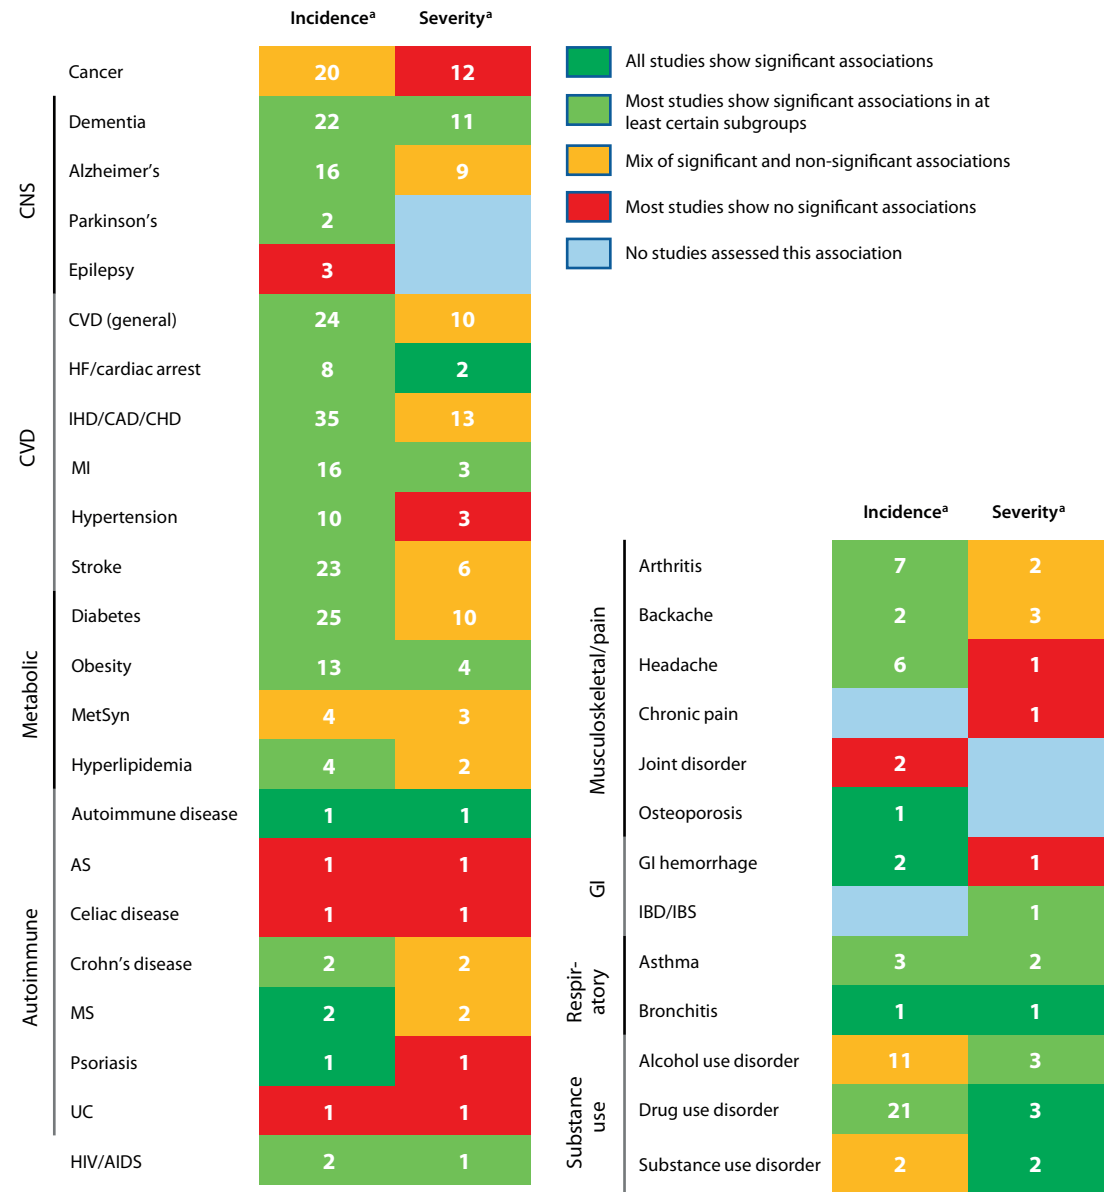 Incidenceᵃ Severityᵃ
Cancer 20 12
CNS
Dementia 22 11
Alzheimer's 16 9
Parkinson's 2
Epilepsy 3
CVD
CVD (general) 24 10
HF/cardiac arrest 8 2
IHD/CAD/CHD 35 13
MI 16 3
Hypertension 10 3
Stroke 23 6
Metabolic
Diabetes 25 10
Obesity 13 4
MetSyn 4 3
Hyperlipidemia 4 2
Autoimmune
Autoimmune disease 1 1
AS 1 1
Celiac disease 1 1
Crohn's disease 2 2
MS 2 2
Psoriasis 1 1
UC 1 1
HIV/AIDS 2 1
All studies show significant associations
Most studies show significant associations in at
least certain subgroups
Mix of significant and non-significant associations
Most studies show no significant associations
No studies assessed this association
Incidenceᵃ Severityᵃ
Musculoskeletal/pain
Arthritis 7 2
Backache 2 3
Headache 6 1
Chronic pain 1
Joint disorder 2
Osteoporosis 1
GI
GI hemorrhage 2 1
IBD/IBS 1
Respir-
atory
Asthma 3 2
Bronchitis 1 1
Substance
use
Alcohol use disorder 11 3
Drug use disorder 21 3
Substance use disorder 2 2